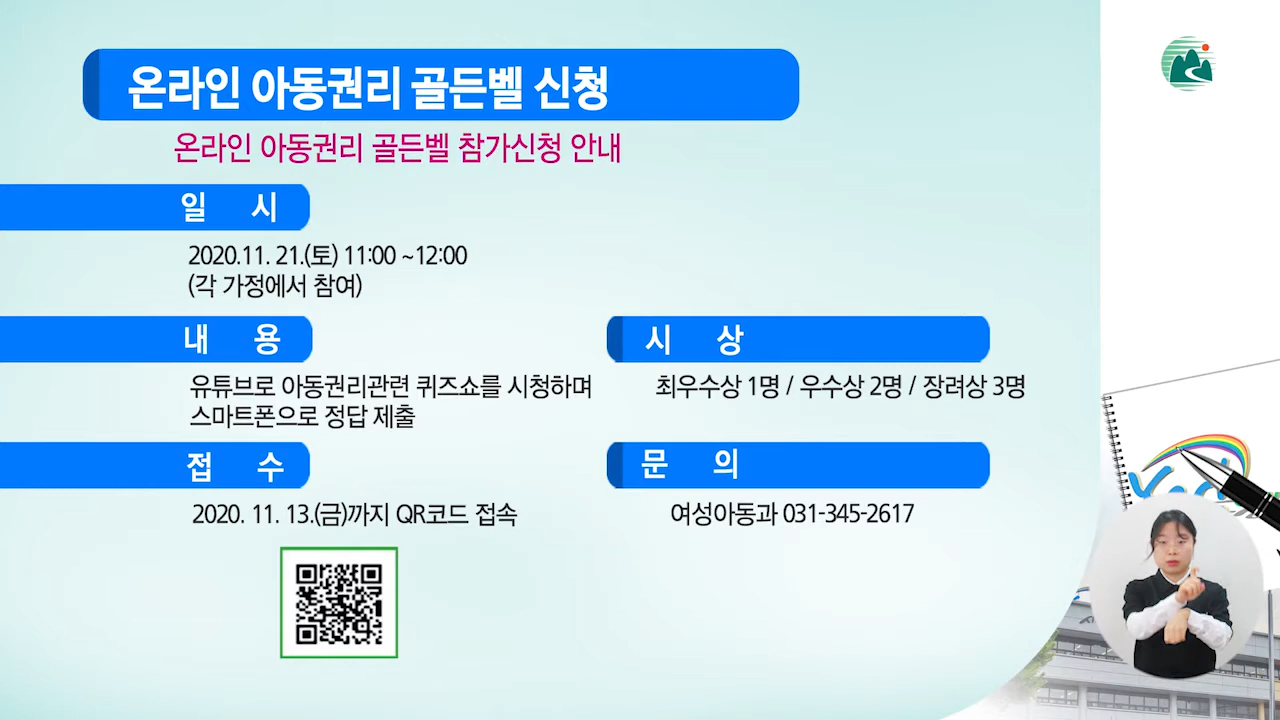 온라인 아동권리 골든벨 신청
온라인 아동권리 골든벨 참가신청 안내
일 시
2020.11. 21.(토) 11:00 ~12:00
(각 가정에서 참여)
내 용
유튜브로 아동권리관련 퀴즈쇼를 시청하며
스마트폰으로 정답 제출
시 상
최우수상 1명 / 우수상 2명 / 장려상 3명
접 수
2020. 11. 13.(금)까지 QR코드 접속
문 의
여성아동과 031-345-2617